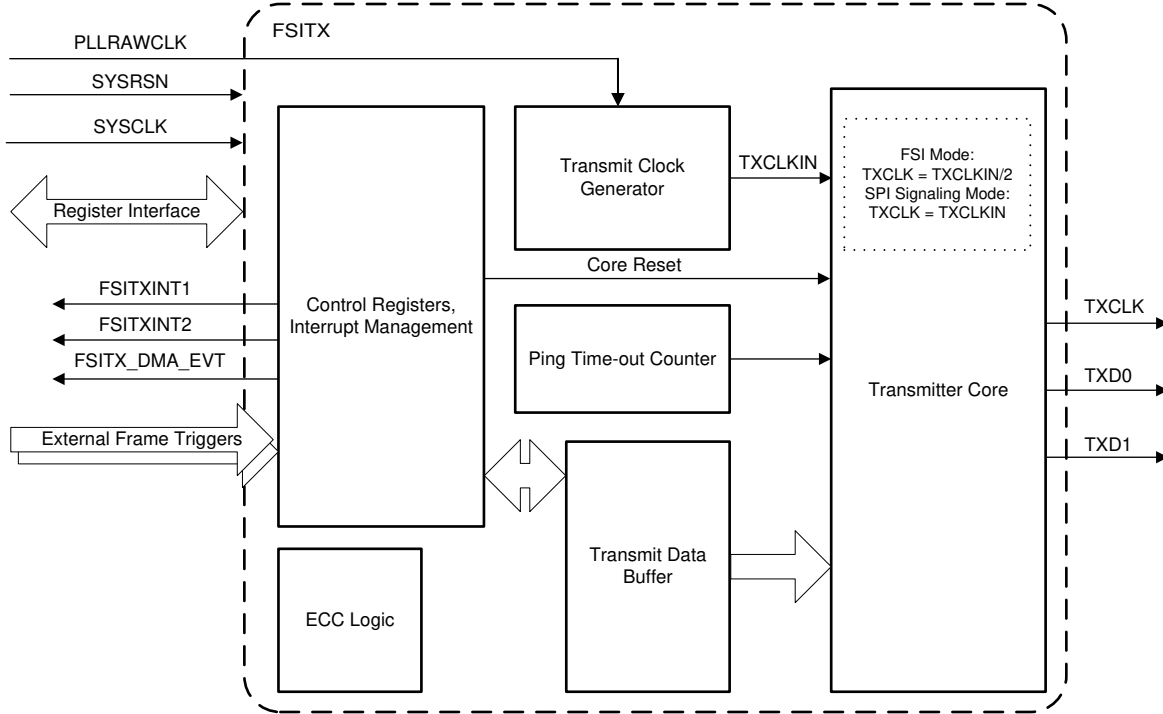 FSITX
PLLRAWCLK
SYSRSN
SYSCLK
Register Interface
FSITXINT1
FSITXINT2
FSITX_DMA_EVT
External Frame Triggers
Control Registers,
Interrupt Management
ECC Logic
Transmit Clock
Generator
TXCLKIN
Core Reset
Ping Time-out Counter
Transmit Data
Buffer
FSI Mode:
TXCLK = TXCLKIN/2
SPI Signaling Mode:
TXCLK = TXCLKIN
Transmitter Core
TXCLK
TXD0
TXD1